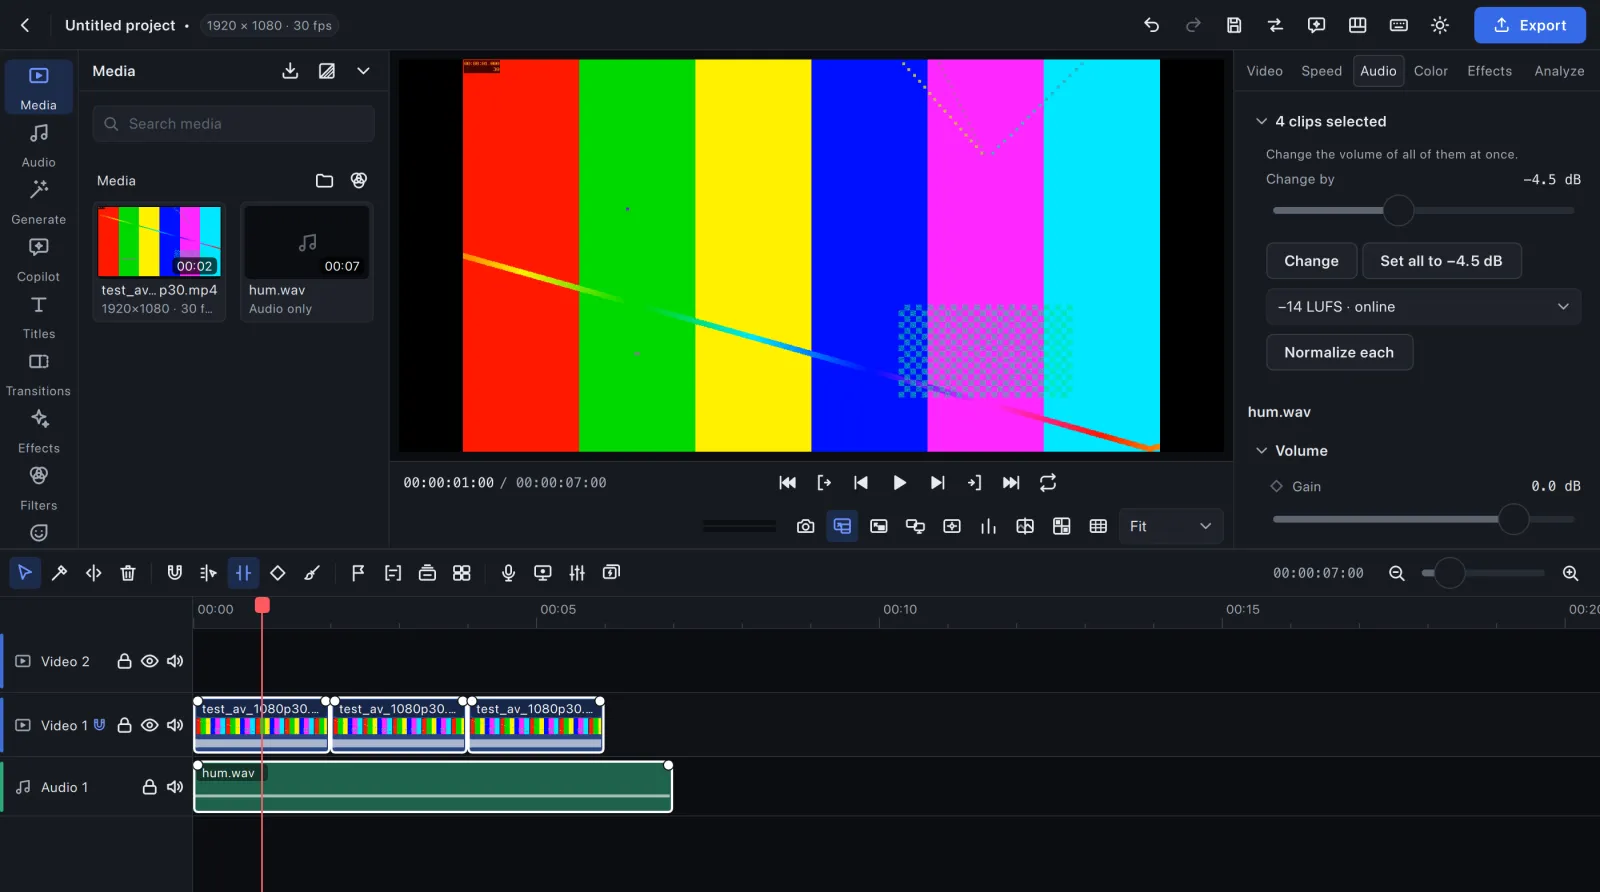 Untitled project • 1920 × 1080 · 30 fps
Export
Media
Audio
Generate
Copilot
Titles
Transitions
Effects
Filters
Media
Search media
Media
00:02
test_av... p30.mp4
1920×1080 · 30 f...
00:07
hum.wav
Audio only
00:00:01:00 / 00:00:07:00
Fit
Video Speed Audio Color Effects Analyze
4 clips selected
Change the volume of all of them at once.
Change by −4.5 dB
Change
Set all to −4.5 dB
−14 LUFS · online
Normalize each
hum.wav
Volume
Gain 0.0 dB
00:00:07:00
00:00 00:05 00:10 00:15 00:20
Video 2
Video 1
test_av_1080p30.... test_av_1080p30.... test_av_1080p30....
Audio 1
hum.wav